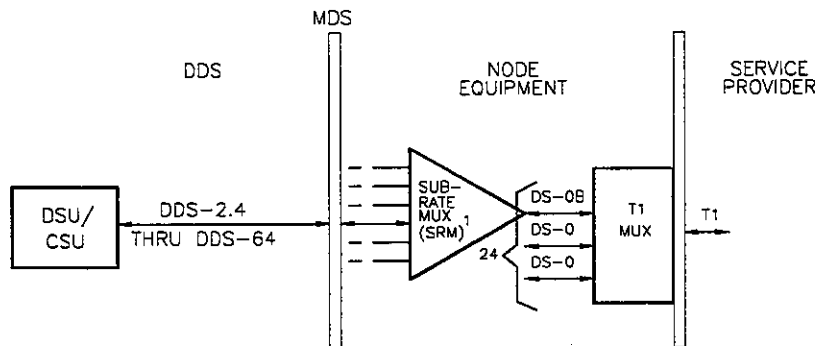 MDS
DDS
NODE
EQUIPMENT
SERVICE
PROVIDER
DSU/
CSU
DDS-2.4
THRU DDS-64
SUB-
RATE
MUX 1
(SRM)
24
DS-0B
DS-0
DS-0
T1
MUX
T1